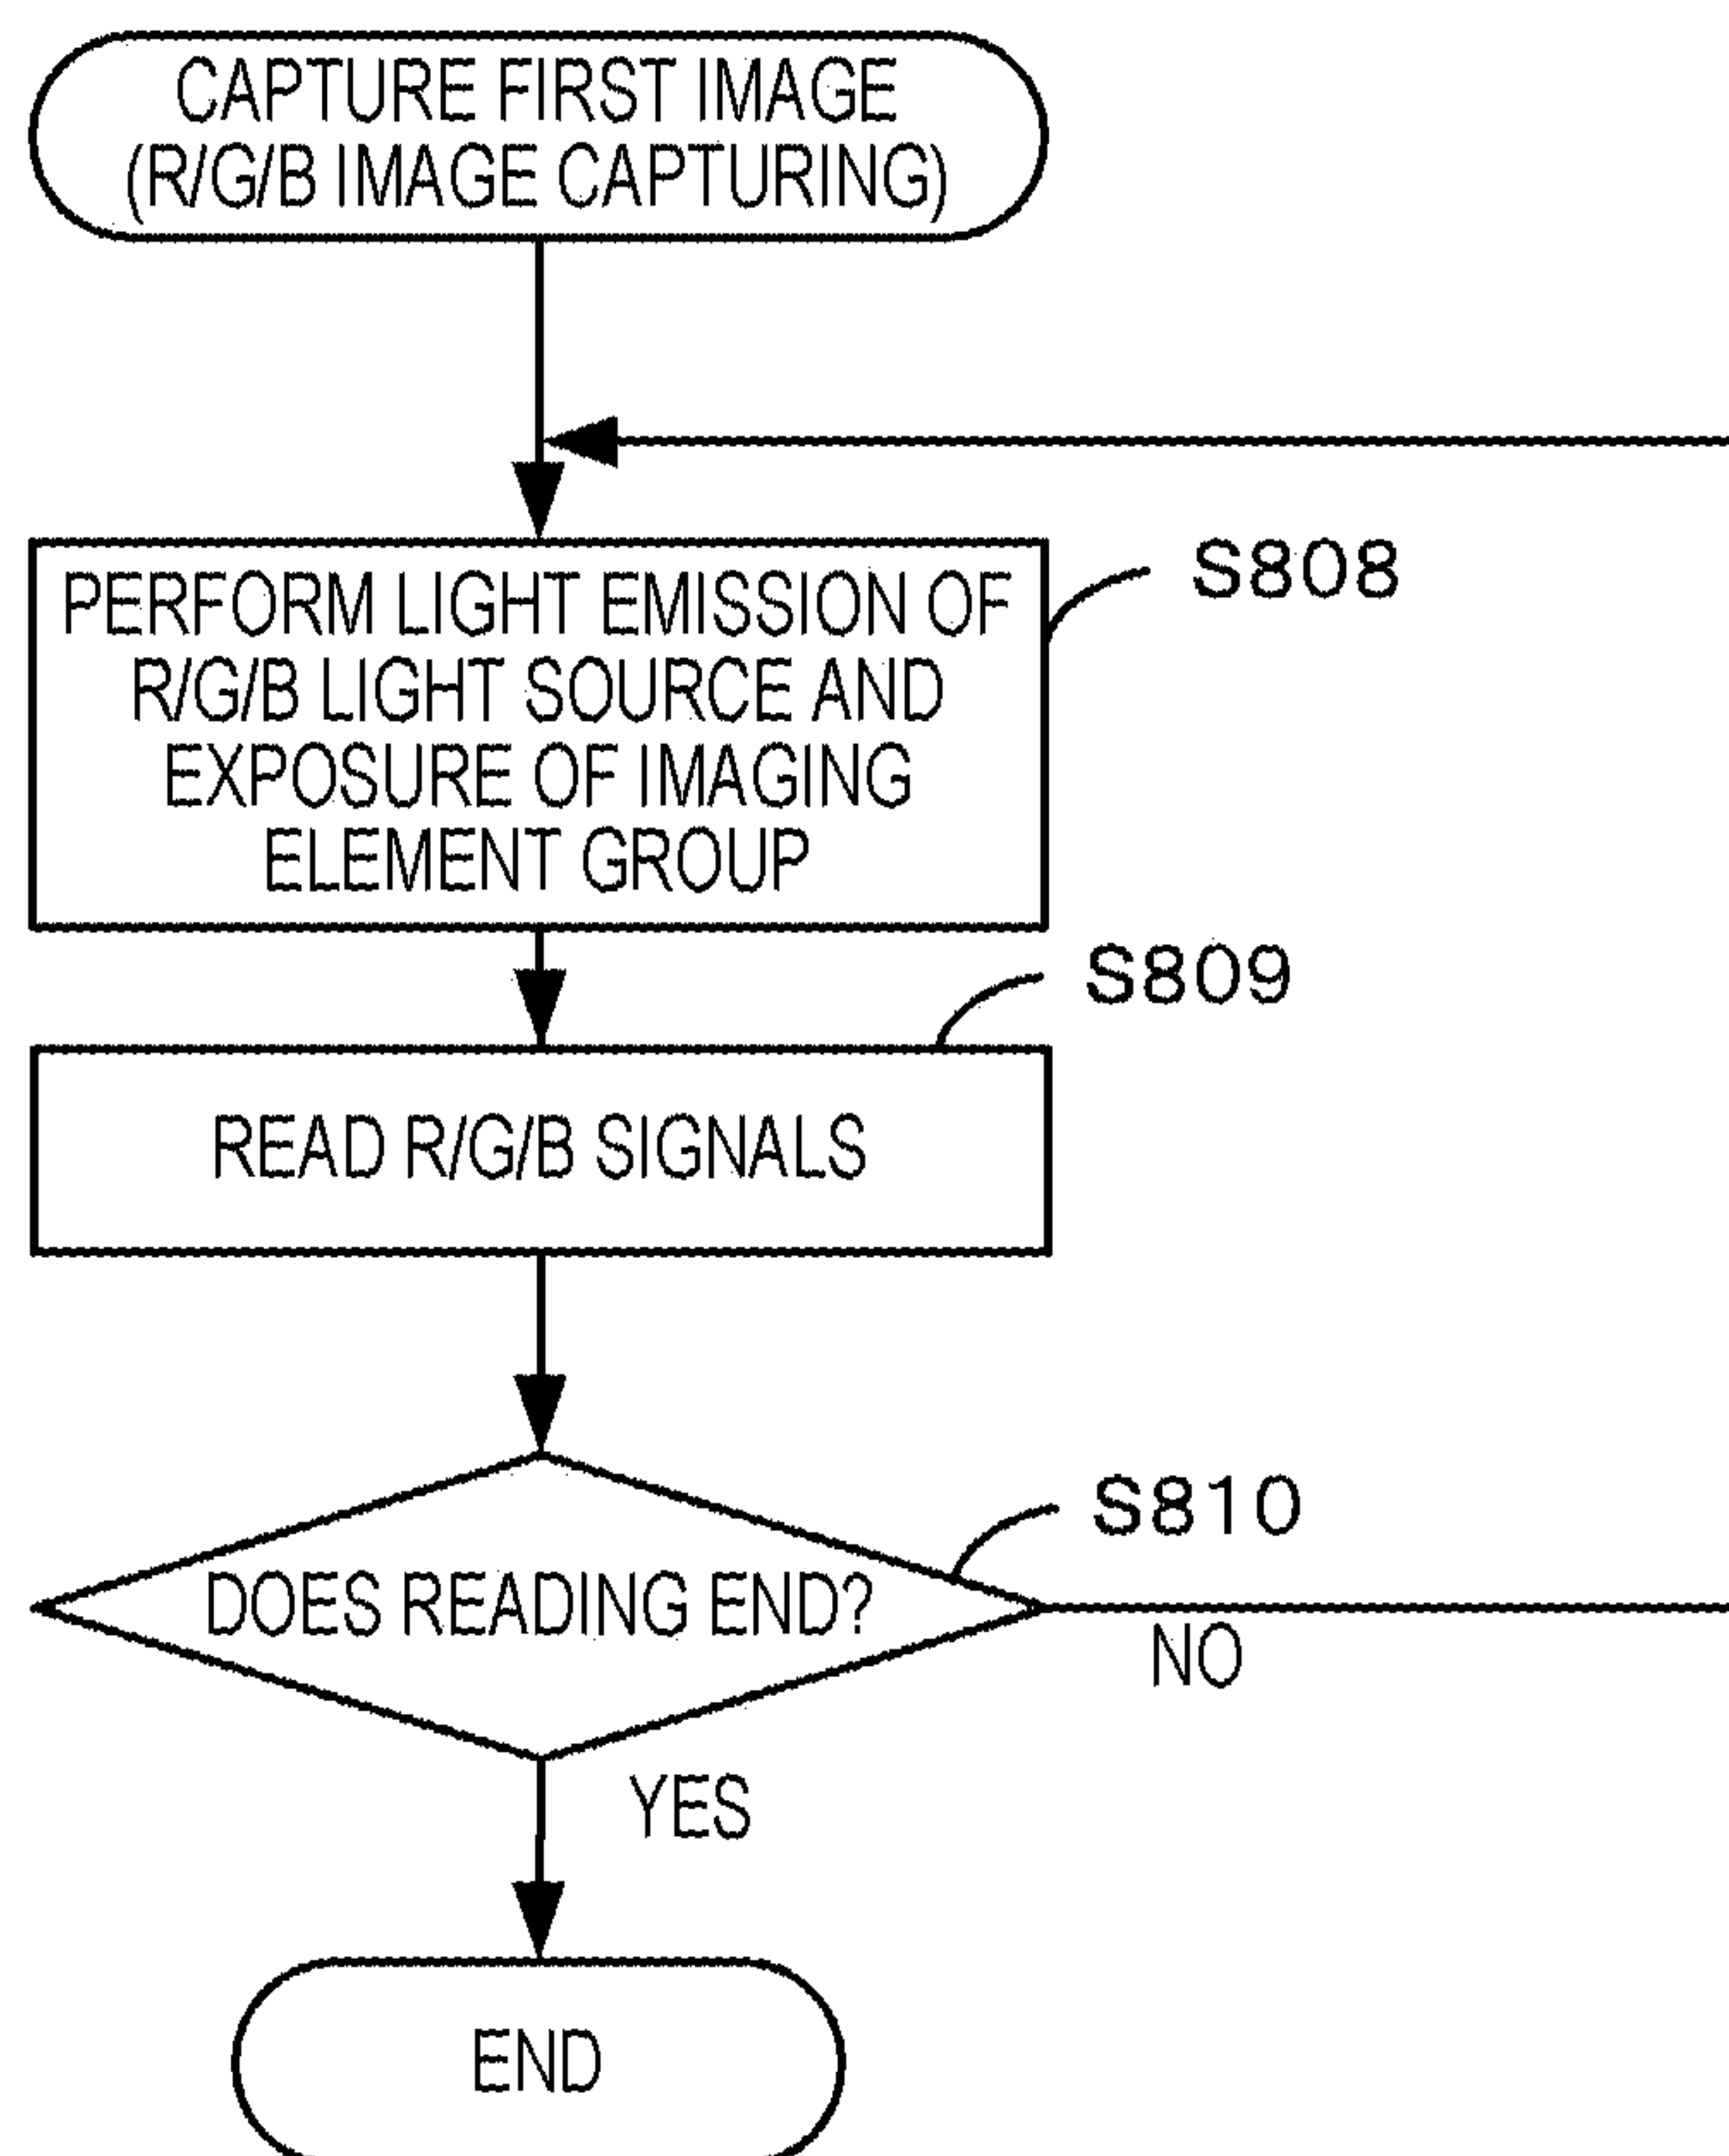 CAPTURE FIRST IMAGE
(R/G/B IMAGE CAPTURING)
S808
PERFORM LIGHT EMISSION OF
R/G/B LIGHT SOURCE AND
EXPOSURE OF IMAGING
ELEMENT GROUP
S809
READ R/G/B SIGNALS
S810
DOES READING END?
NO
YES
END